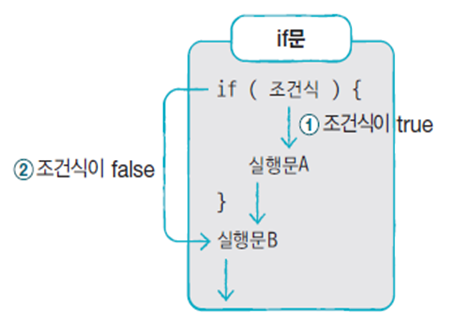 if문
if ( 조건식 ) {
① 조건식이 true
② 조건식이 false
실행문A
}
실행문B